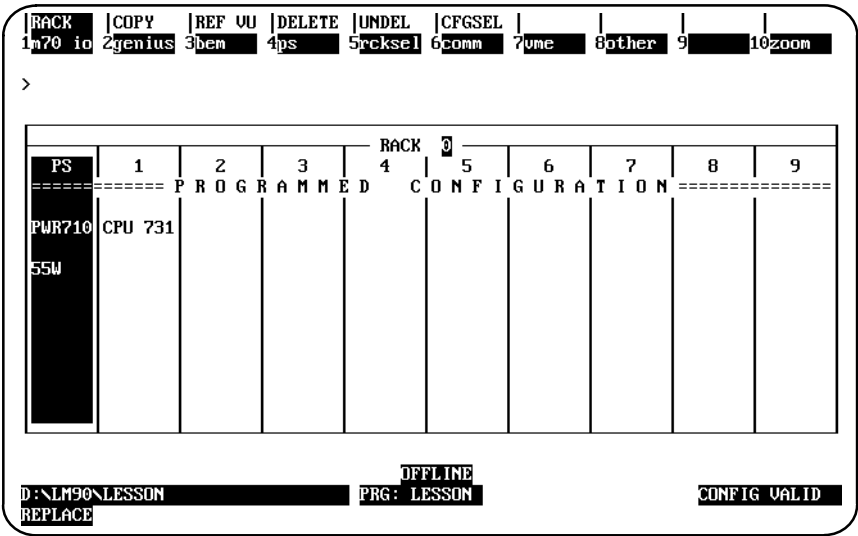 |RACK |COPY |REF VU |DELETE |UNDEL |CFGSEL | | | |
1m70 io 2genius 3bem 4ps 5rcksel 6comm 7vme 8other 9 10zoom
>
RACK 0
PS 1 2 3 4 5 6 7 8 9
====== ======= P R O G R A M M E D C O N F I G U R A T I O N ==============
PWR710 CPU 731
55W
OFFLINE
D:\LM90\LESSON PRG: LESSON CONFIG VALID
REPLACE